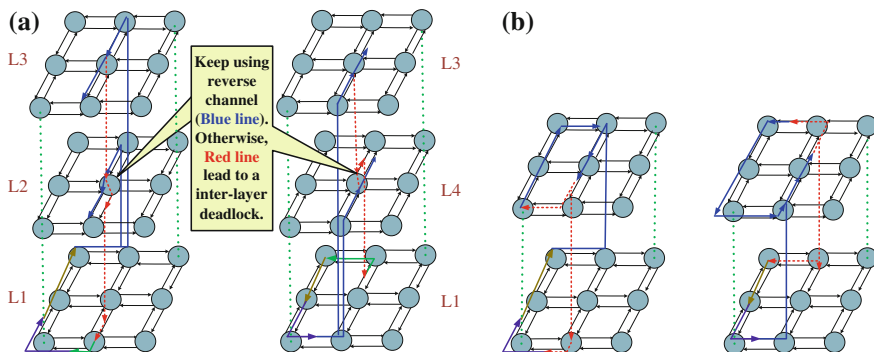 (a)
(b)
L3
L2
L1
Keep using
reverse
channel
(Blue line).
Otherwise,
Red line
lead to a
inter-layer
deadlock.
L3
L4
L1